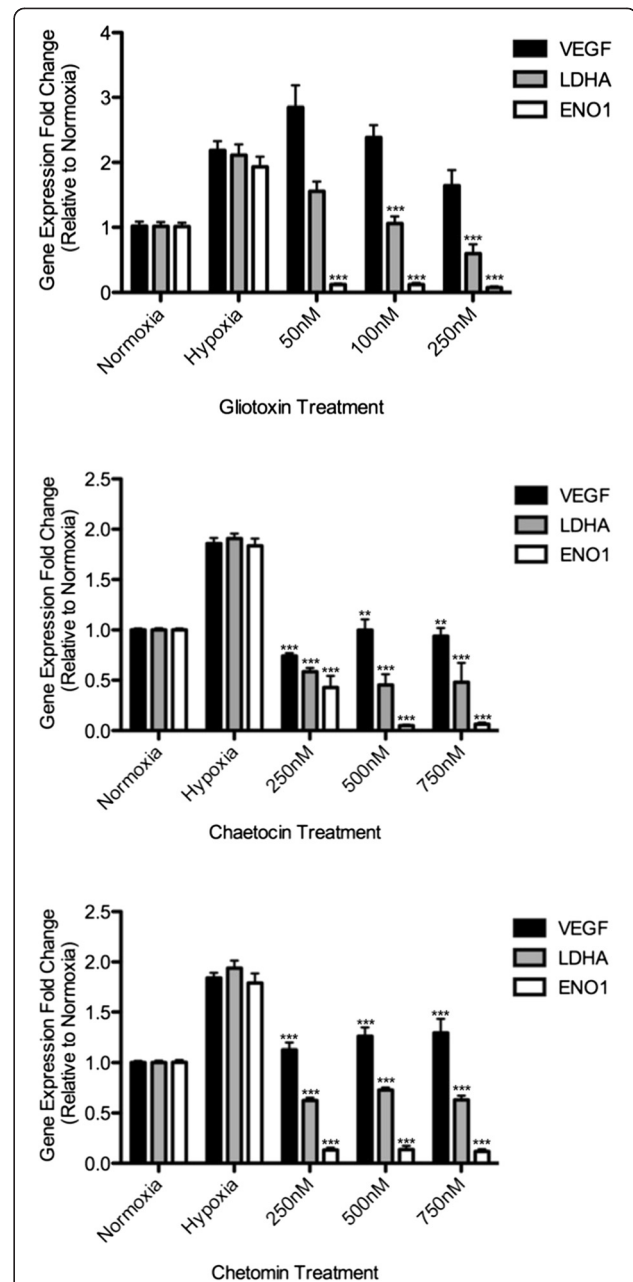 Gene Expression Fold Change
(Relative to Normoxia)
4
3
2
1
0
VEGF
LDHA
ENO1
***
***
***
***
***
Normoxia
Hypoxia
50nM
100nM
250nM
Gliotoxin Treatment
Gene Expression Fold Change
(Relative to Normoxia)
2.5
2.0
1.5
1.0
0.5
0.0
VEGF
LDHA
ENO1
***
***
***
**
***
***
**
***
***
Normoxia
Hypoxia
250nM
500nM
750nM
Chaetocin Treatment
Gene Expression Fold Change
(Relative to Normoxia)
2.5
2.0
1.5
1.0
0.5
0.0
VEGF
LDHA
ENO1
***
***
***
***
***
***
***
***
***
Normoxia
Hypoxia
250nM
500nM
750nM
Chetomin Treatment